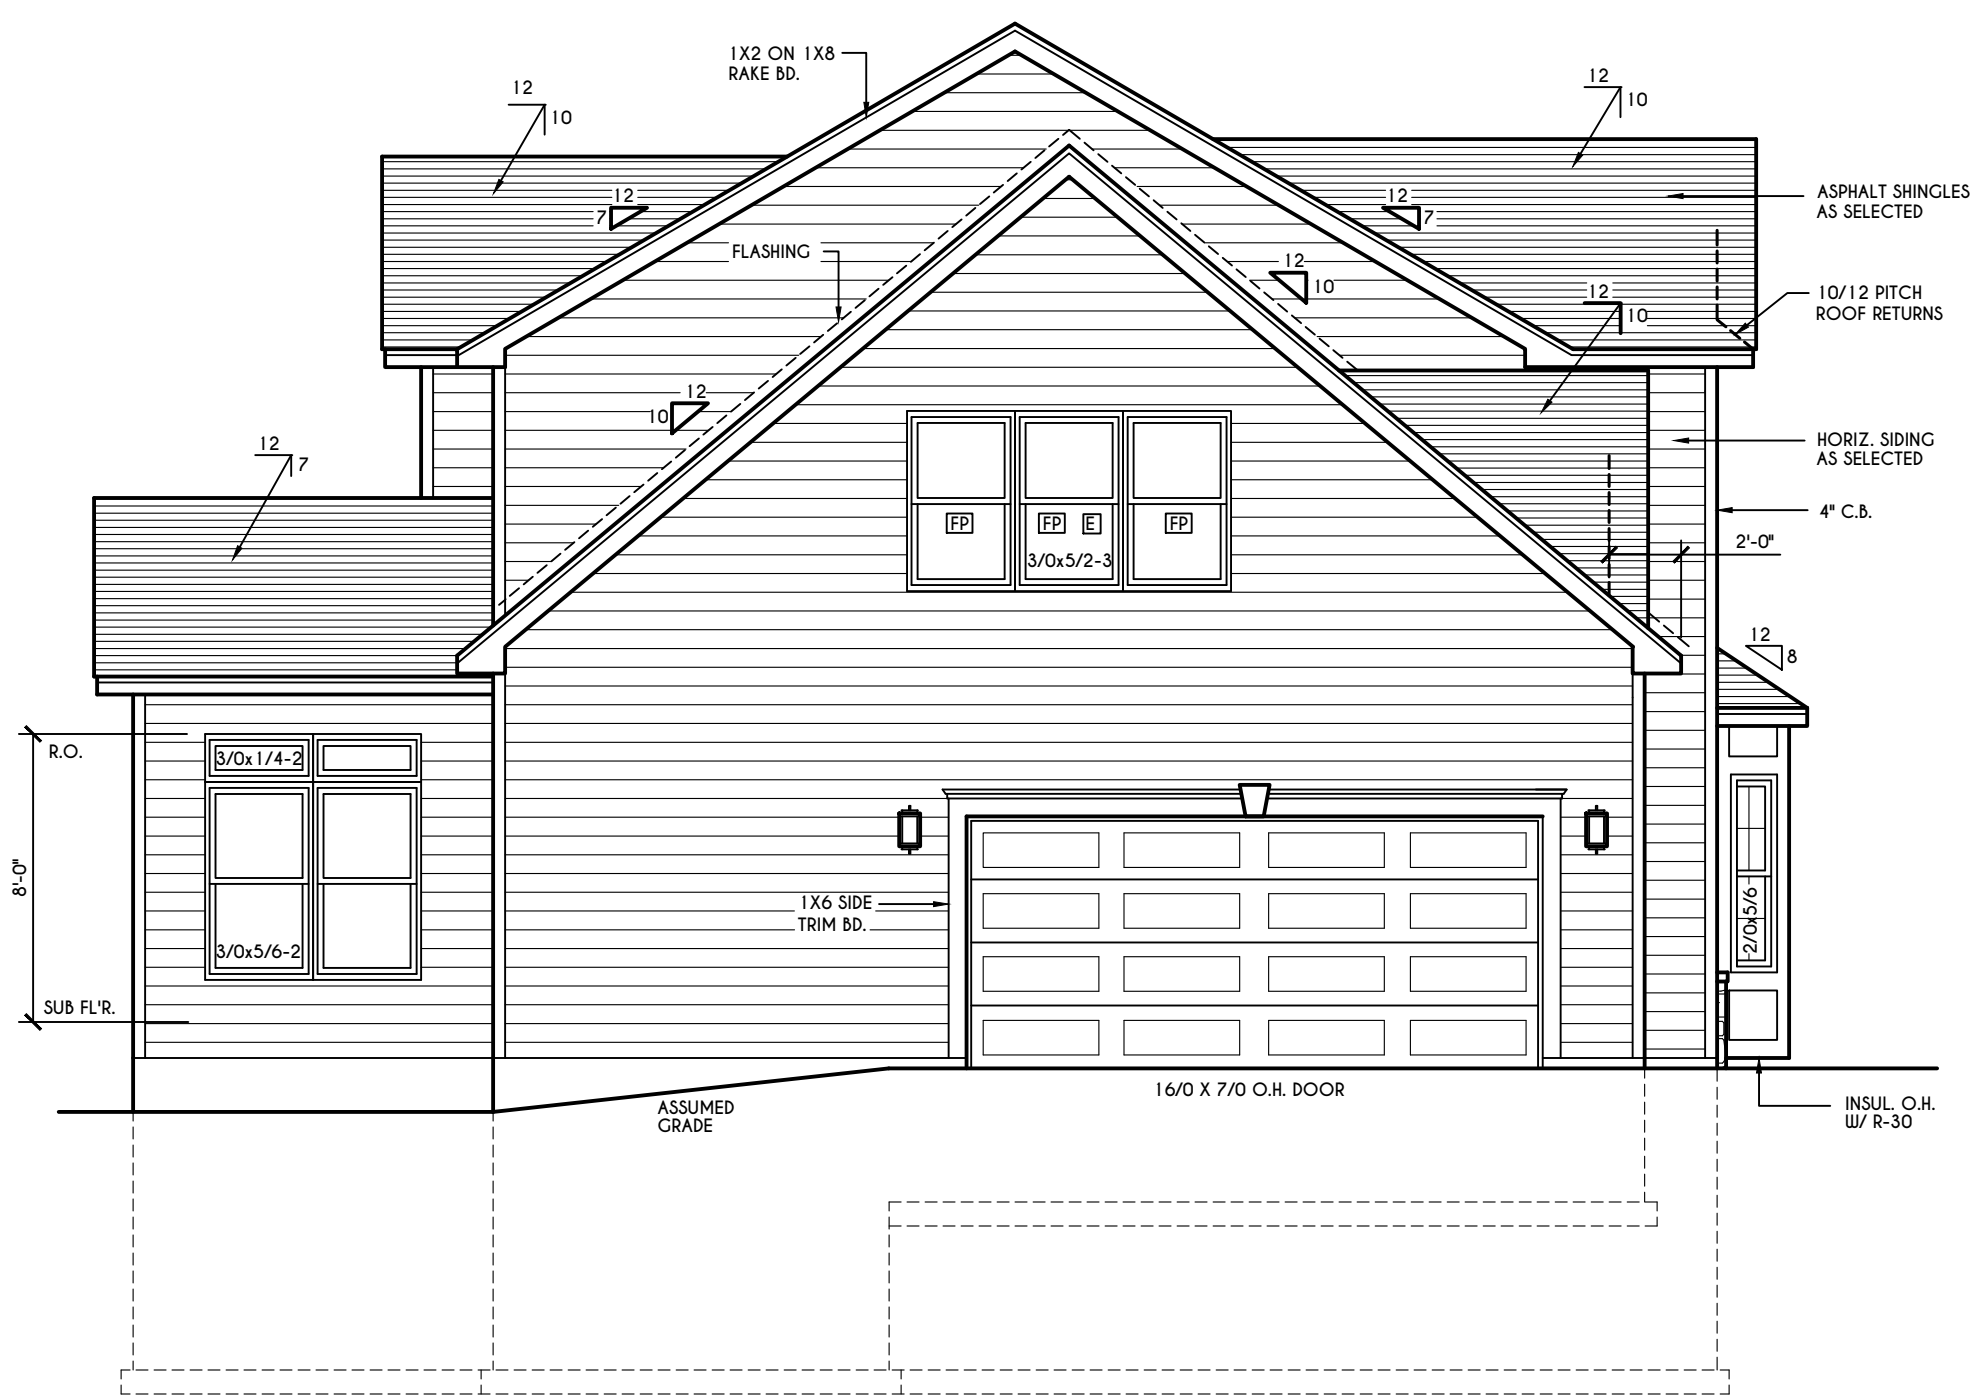 1X2 ON 1X8
RAKE BD.
12
10
12
10
12
7
12
7
ASPHALT SHINGLES
AS SELECTED
FLASHING
12
10
12
10
10/12 PITCH
ROOF RETURNS
12
10
12
7
HORIZ. SIDING
AS SELECTED
4" C.B.
FP
FP
E
FP
3/0x5/2-3
2'-0"
12
8
R.O.
3/0x1/4-2
8'-0"
1X6 SIDE
TRIM BD.
2/0x5/6
3/0x5/6-2
SUB FL'R.
16/0 X 7/0 O.H. DOOR
ASSUMED
GRADE
INSUL. O.H.
W/ R-30